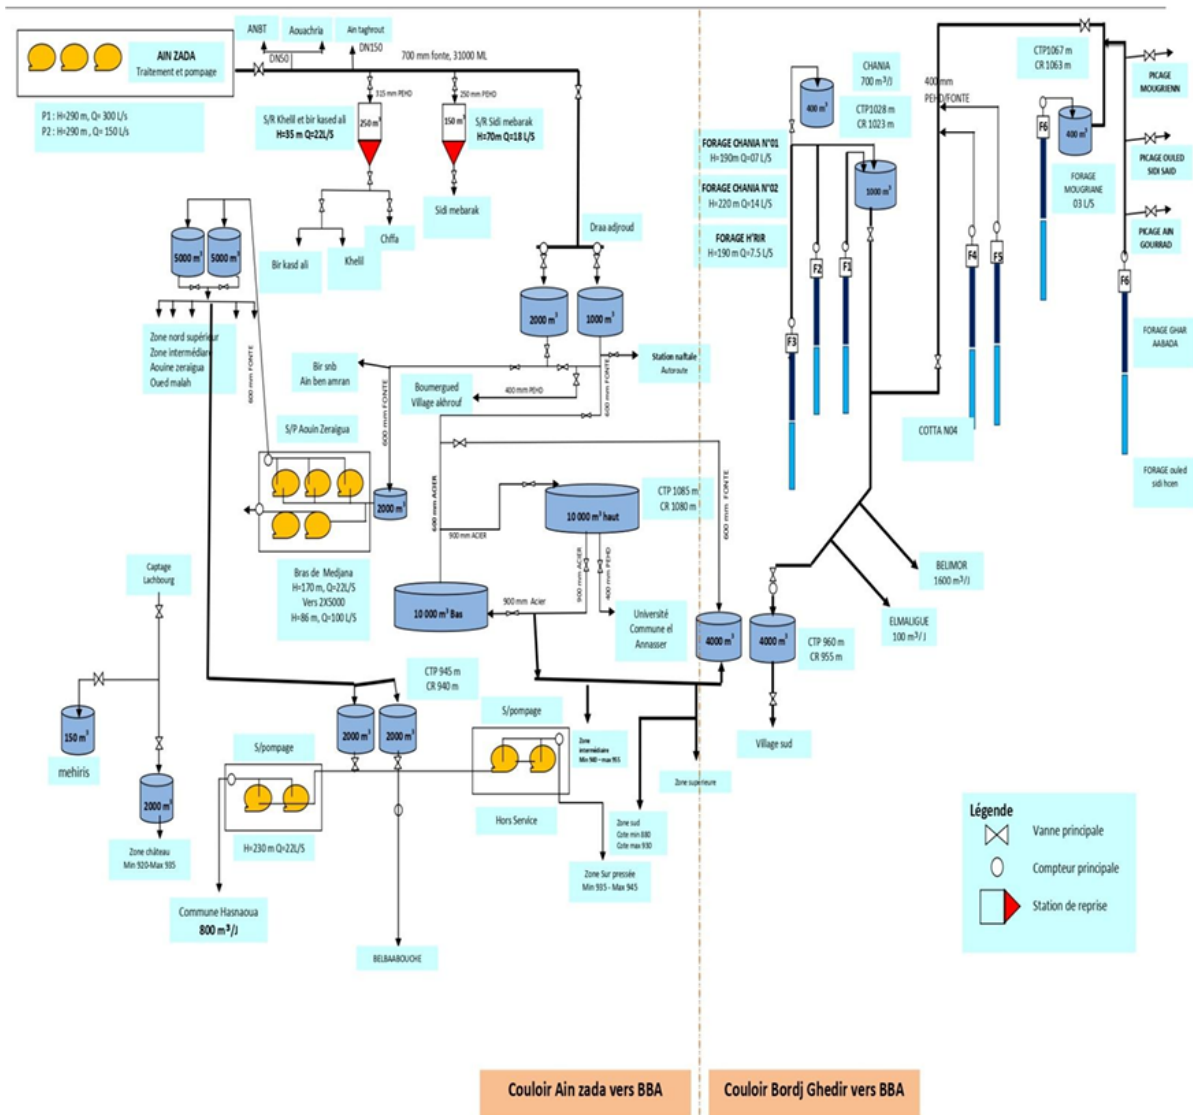 ANBT
Aouachria
Ain taghrout
DN50
DN150
AIN ZADA
Traitement et pompage
700 mm fonte, 31000 ML
P1 : H=290 m, Q= 300 L/s
P2 : H=290 m , Q= 150 L/s
315 mm PEHD
250 mm PEHD
250 m³
150 m³
S/R Khelil et bir kased ali
H=35 m Q=22L/S
S/R Sidi mebarak
H=70m Q=18 L/S
Sidi mebarak
Chffa
Khelil
Bir kasd ali
Draa adjroud
5000 m³
5000 m³
2000 m³
1000 m³
Zone nord supérieur
Zone intermédiare
Aouine zeraigua
Oued malah
600 mm FONTE
Bir snb
Ain ben amran
Station naftale
Autoroute
Boumergued
Village akhrouf
400 mm PEHD
600 mm FONTE
600 mm FONTE
S/P Aouin Zeraigua
2000 m³
600 mm ACIER
900 mm ACIER
10 000 m³ haut
CTP 1085 m
CR 1080 m
600 mm FONTE
900 mm ACIER
400 mm PEHD
Bras de Medjana
H=170 m, Q=22L/S
Vers 2X5000
H=86 m, Q=100 L/S
10 000 m³ Bas
900 mm Acier
Université
Commune el
Annasser
4000 m³
4000 m³
CTP 960 m
CR 955 m
Captage
Lachbourg
150 m³
mehiris
2000 m³
Zone château
Min 920-Max 935
CTP 945 m
CR 940 m
2000 m³
2000 m³
S/pompage
S/pompage
H=230 m Q=22L/S
Hors Service
Commune Hasnaoua
800 m³/J
BELBAABOUCHE
Zone
intermédiaire
Min 940 - max 955
Zone superieure
Zone sud
Cote min 880
Cote max 930
Zone Sur pressée
Min 935 - Max 945
Village sud
CHANIA
700 m³/J
400 m³
CTP1028 m
CR 1023 m
400 mm
PEHD/FONTE
FORAGE CHANIA N°01
H=190m Q=07 L/S
FORAGE CHANIA N°02
H=220 m Q=14 L/S
FORAGE H'RIR
H=190 m Q=7.5 L/S
1000 m³
F2
F1
F3
F4
F5
CTP1067 m
CR 1063 m
F6
400 m³
FORAGE
MOUGRIANE
03 L/S
PICAGE
MOUGRIENN
PICAGE OULED
SIDI SAID
PICAGE AIN
GOURRAD
F6
FORAGE GHAR
AABADA
FORAGE ouled
sidi hcen
COTTA N04
BELIMOR
1600 m³/J
ELMALIGUE
100 m³/ J
Légende
Vanne principale
Compteur principale
Station de reprise
Couloir Ain zada vers BBA
Couloir Bordj Ghedir vers BBA